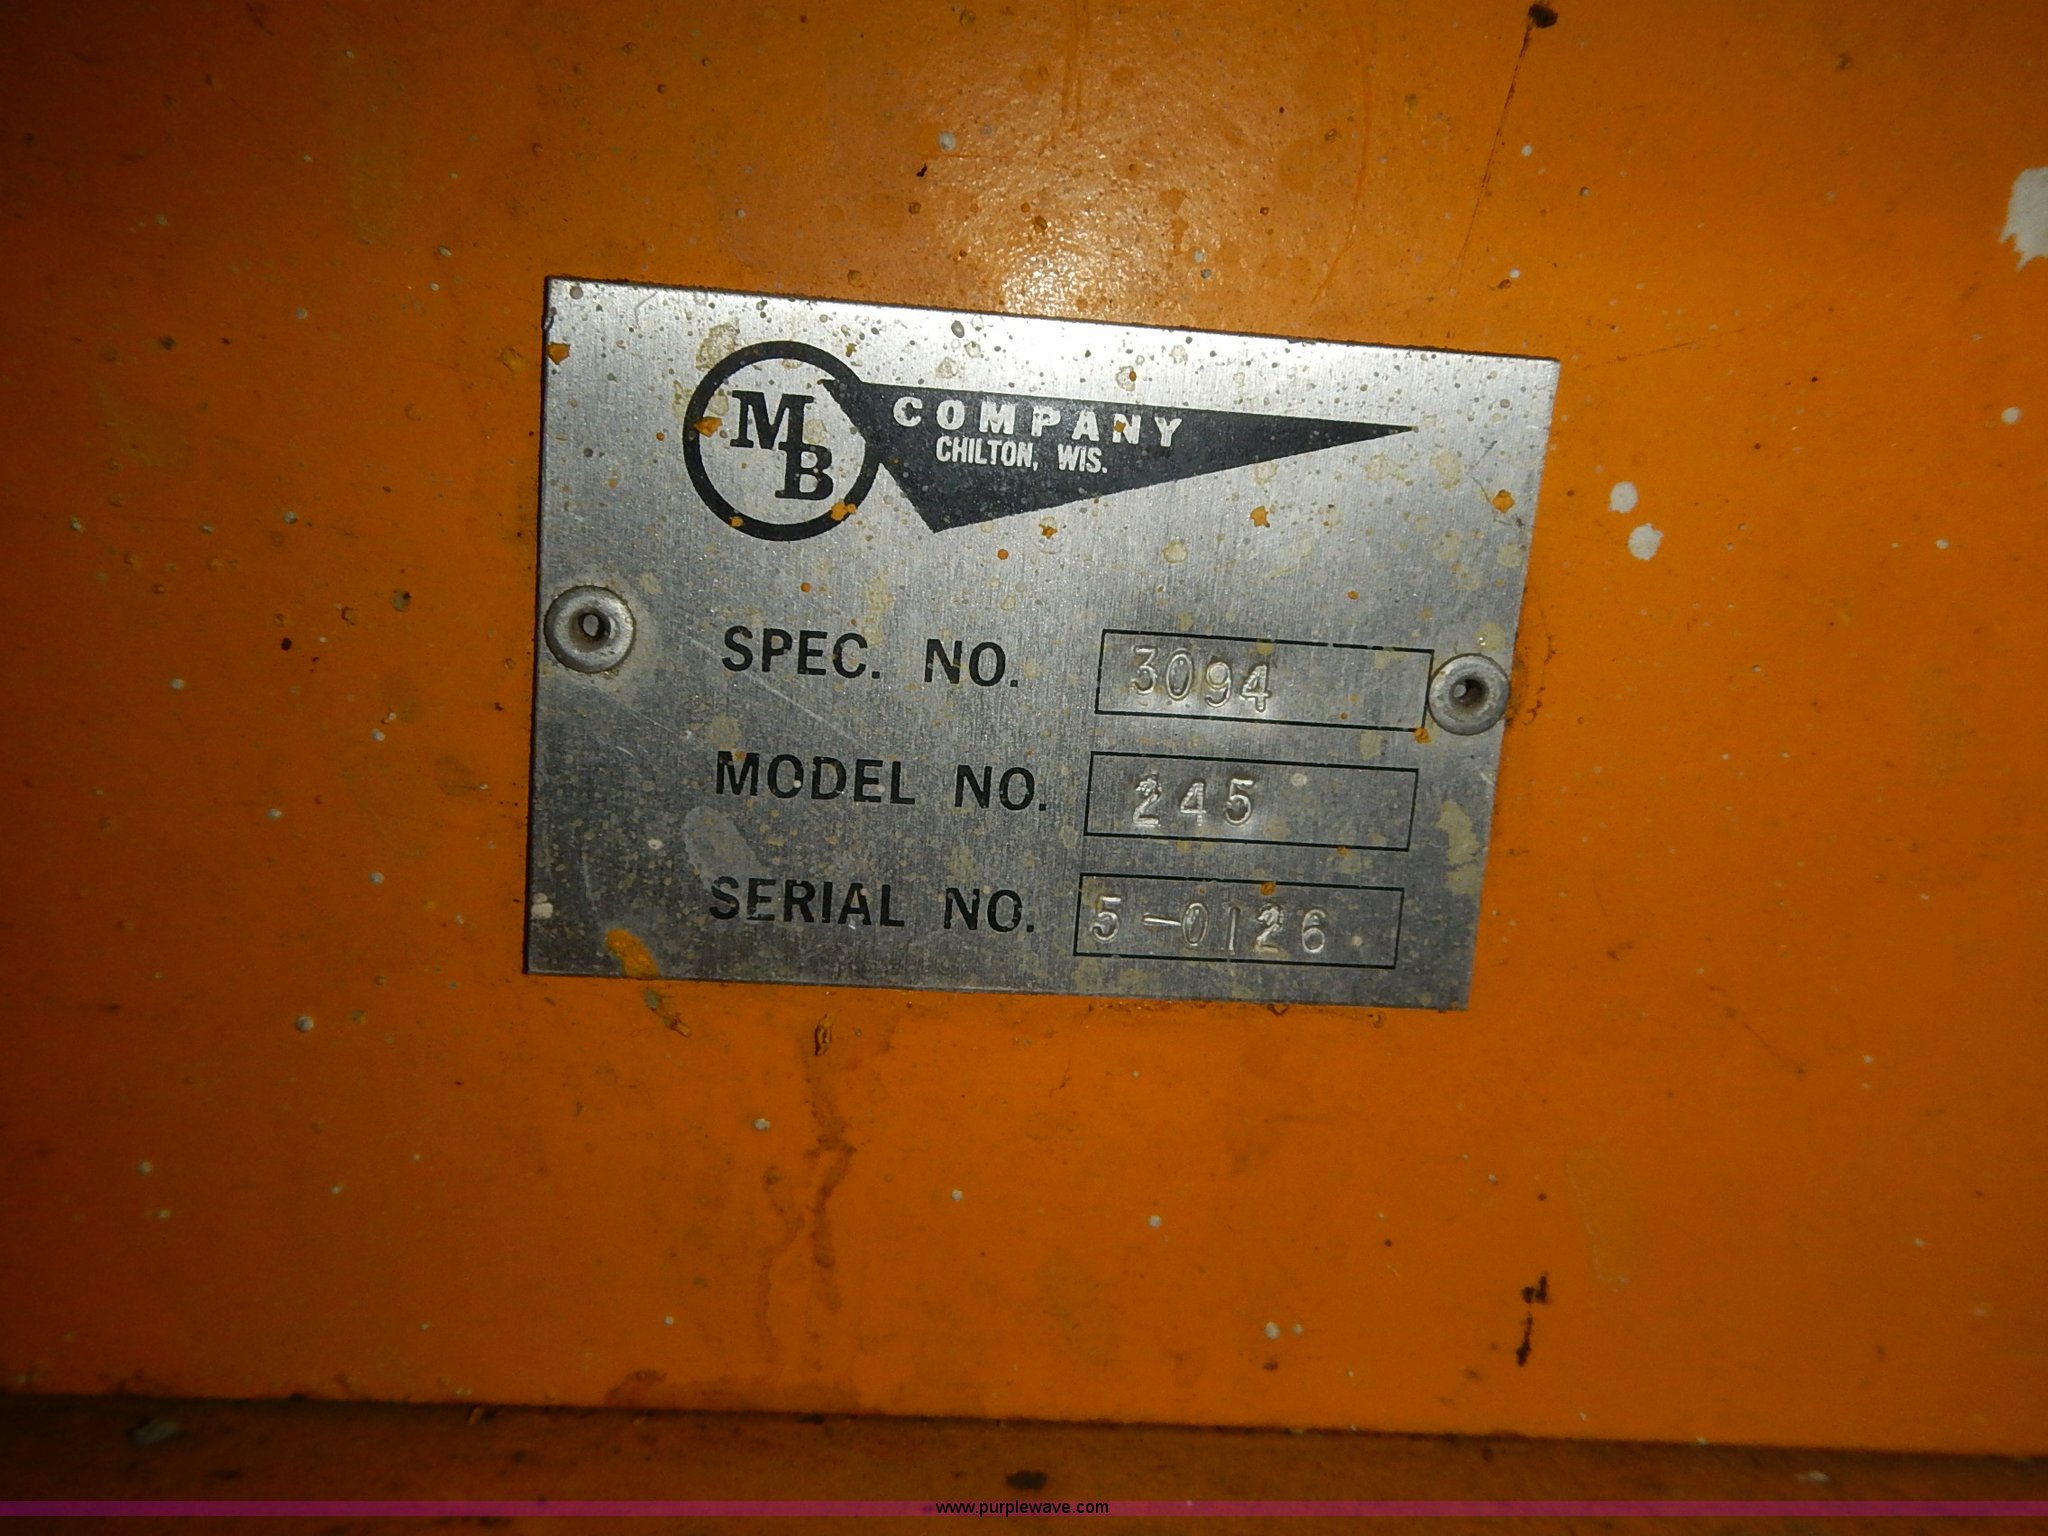 MB COMPANY
CHILTON, WIS.
SPEC. NO. 3094
MODEL NO. 245
SERIAL NO. 5-0126
www.purplewave.com